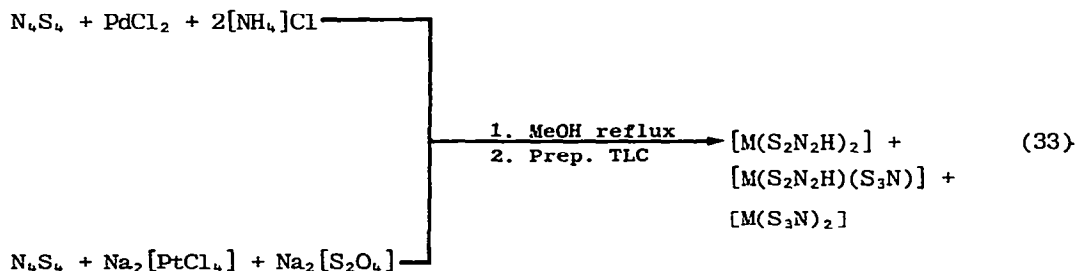 N₄S₄ + PdCl₂ + 2[NH₄]Cl
1. MeOH reflux
2. Prep. TLC
[M(S₂N₂H)₂] + (33)
[M(S₂N₂H)(S₃N)] +
[M(S₃N)₂]
N₄S₄ + Na₂[PtCl₄] + Na₂[S₂O₄]